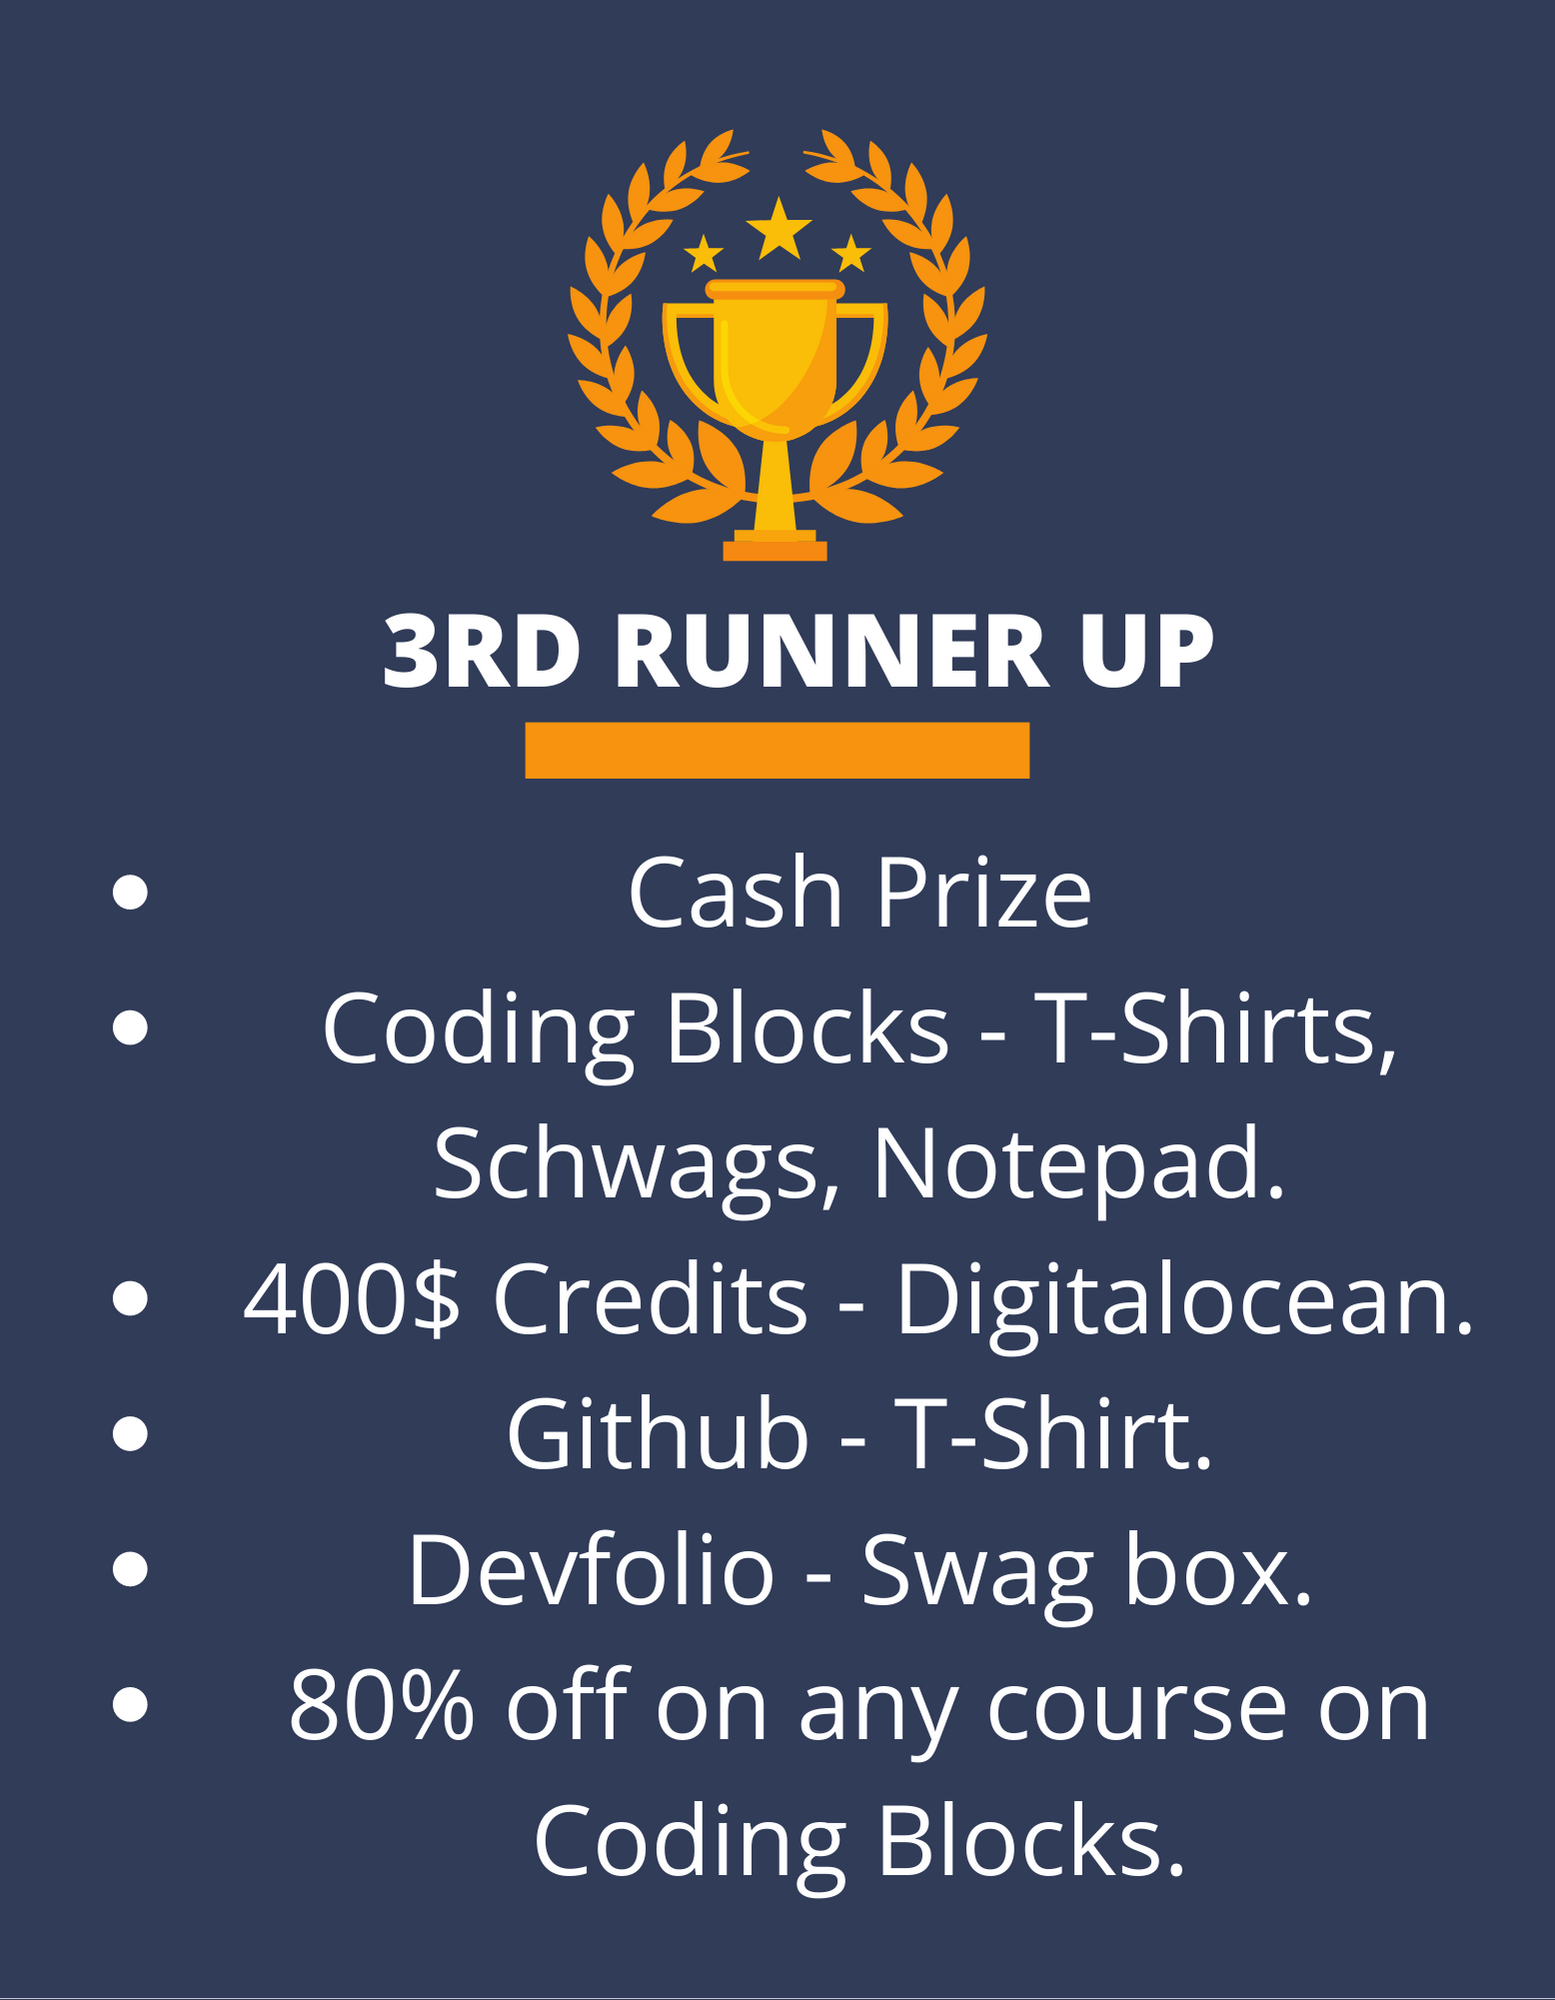 3RD RUNNER UP
• Cash Prize
• Coding Blocks - T-Shirts,
Schwags, Notepad.
• 400$ Credits - Digitalocean.
• Github - T-Shirt.
• Devfolio - Swag box.
• 80% off on any course on
Coding Blocks.